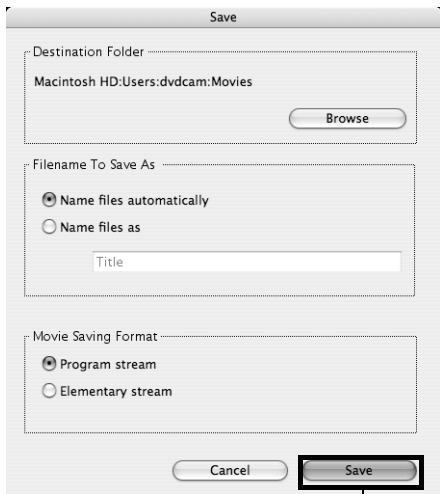 Save
Destination Folder
Macintosh HD:Users:dvdcam:Movies
Browse
Filename To Save As
Name files automatically
Name files as
Title
Movie Saving Format
Program stream
Elementary stream
Cancel
Save